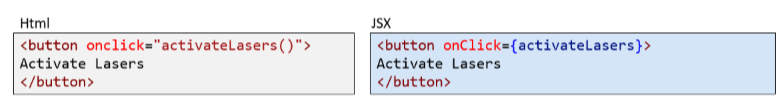 Html
<button onclick="activateLasers()">
Activate Lasers
</button>
JSX
<button onClick={activateLasers}>
Activate Lasers
</button>